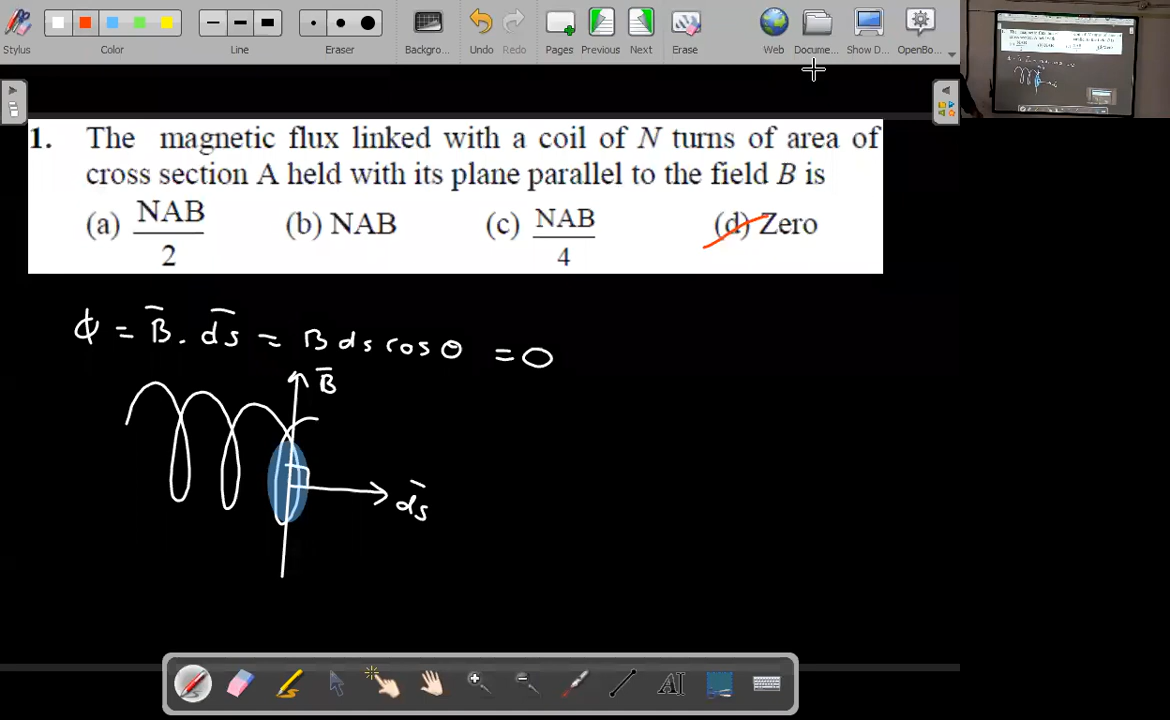 Stylus Color Line Eraser Backgro... Undo Redo Pages Previous Next Erase Web Docume... Show D... OpenBo...
1. The magnetic flux linked with a coil of N turns of area of
cross section A held with its plane parallel to the field B is
(a) NAB/2 (b) NAB (c) NAB/4 (d) Zero
ϕ = B̄ . d̄s̄ = B ds cos θ = 0
B̄
d̄s̄
AI